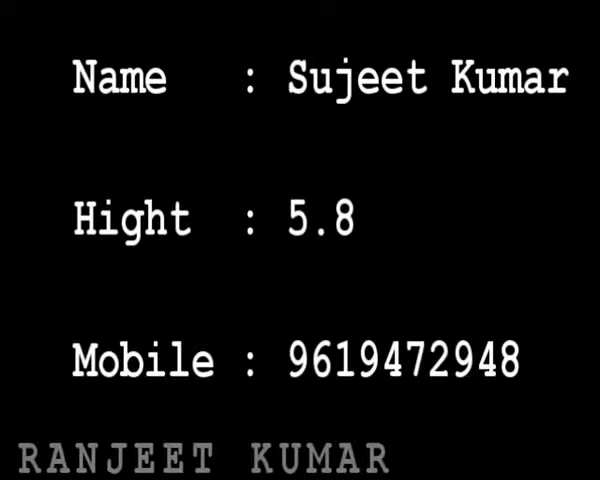 Name : Sujeet Kumar
Hight : 5.8
Mobile : 9619472948
RANJEET KUMAR